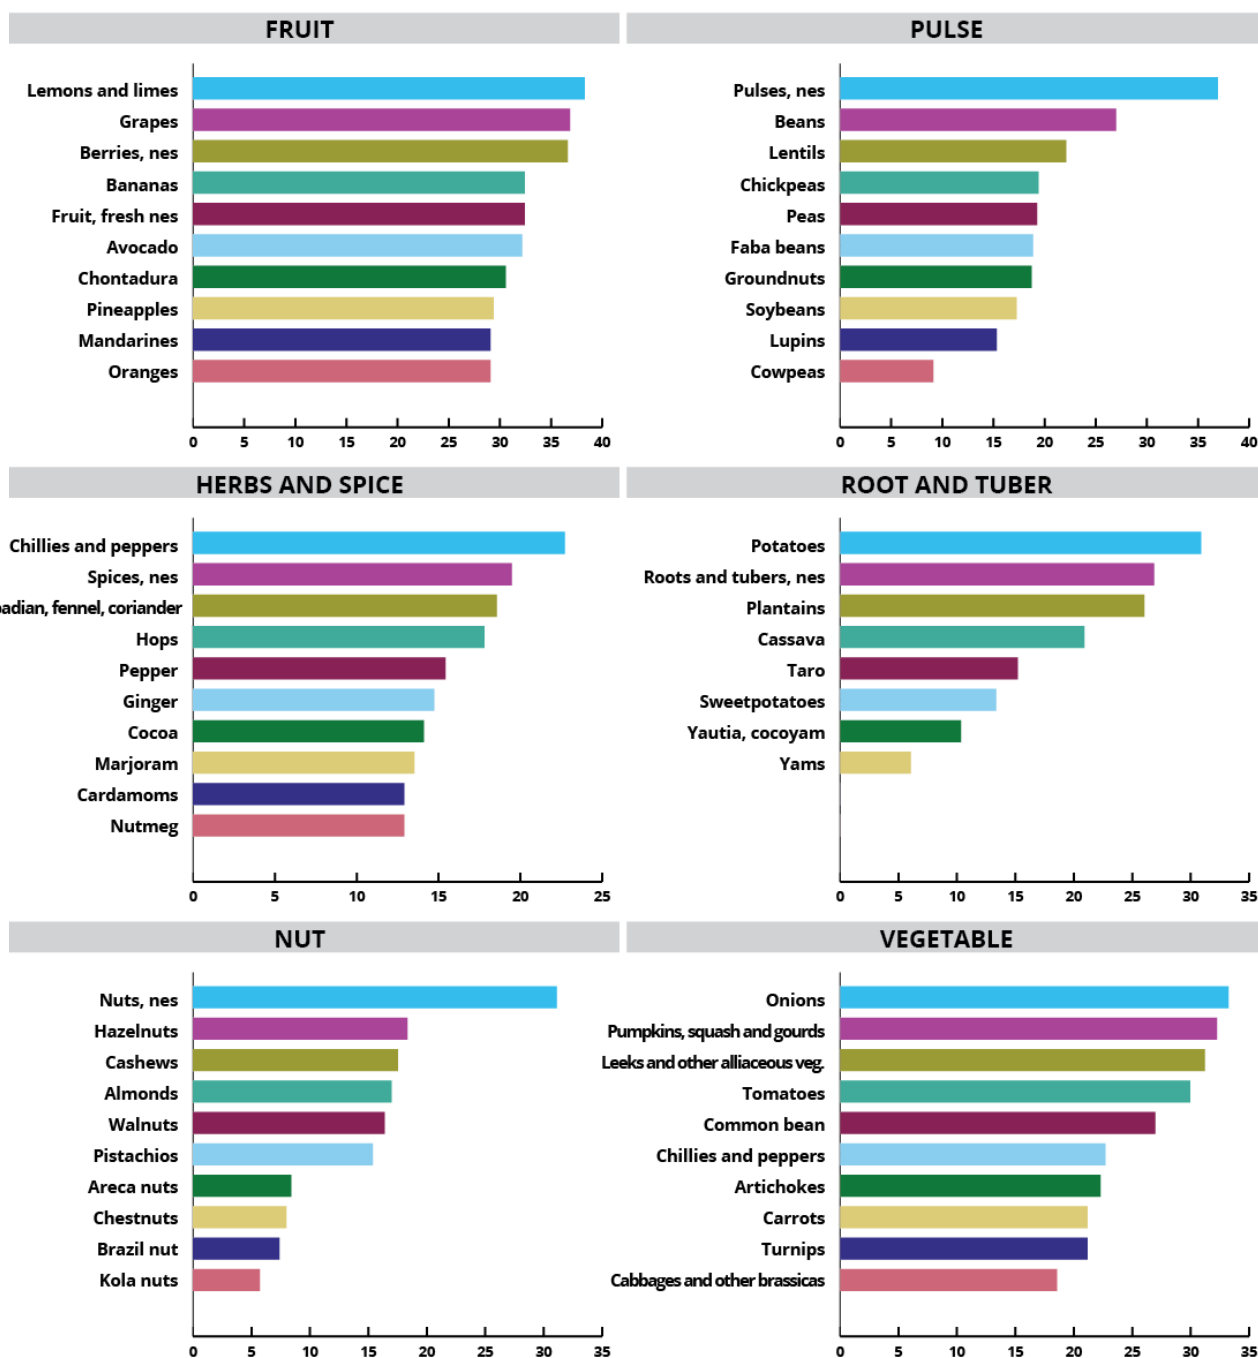 FRUIT
Lemons and limes
Grapes
Berries, nes
Bananas
Fruit, fresh nes
Avocado
Chontadura
Pineapples
Mandarines
Oranges
0 5 10 15 20 25 30 35 40
PULSE
Pulses, nes
Beans
Lentils
Chickpeas
Peas
Faba beans
Groundnuts
Soybeans
Lupins
Cowpeas
0 5 10 15 20 25 30 35 40
HERBS AND SPICE
Chillies and peppers
Spices, nes
fennel, coriander
Hops
Pepper
Ginger
Cocoa
Marjoram
Cardamoms
Nutmeg
0 5 10 15 20 25
ROOT AND TUBER
Potatoes
Roots and tubers, nes
Plantains
Cassava
Taro
Sweetpotatoes
Yautia, cocoyam
Yams
0 5 10 15 20 25 30 35
NUT
Nuts, nes
Hazelnuts
Cashews
Almonds
Walnuts
Pistachios
Areca nuts
Chestnuts
Brazil nut
Kola nuts
0 5 10 15 20 25 30 35
VEGETABLE
Onions
Pumpkins, squash and gourds
Leeks and other alliaceous veg.
Tomatoes
Common bean
Chillies and peppers
Artichokes
Carrots
Turnips
Cabbages and other brassicas
0 5 10 15 20 25 30 35